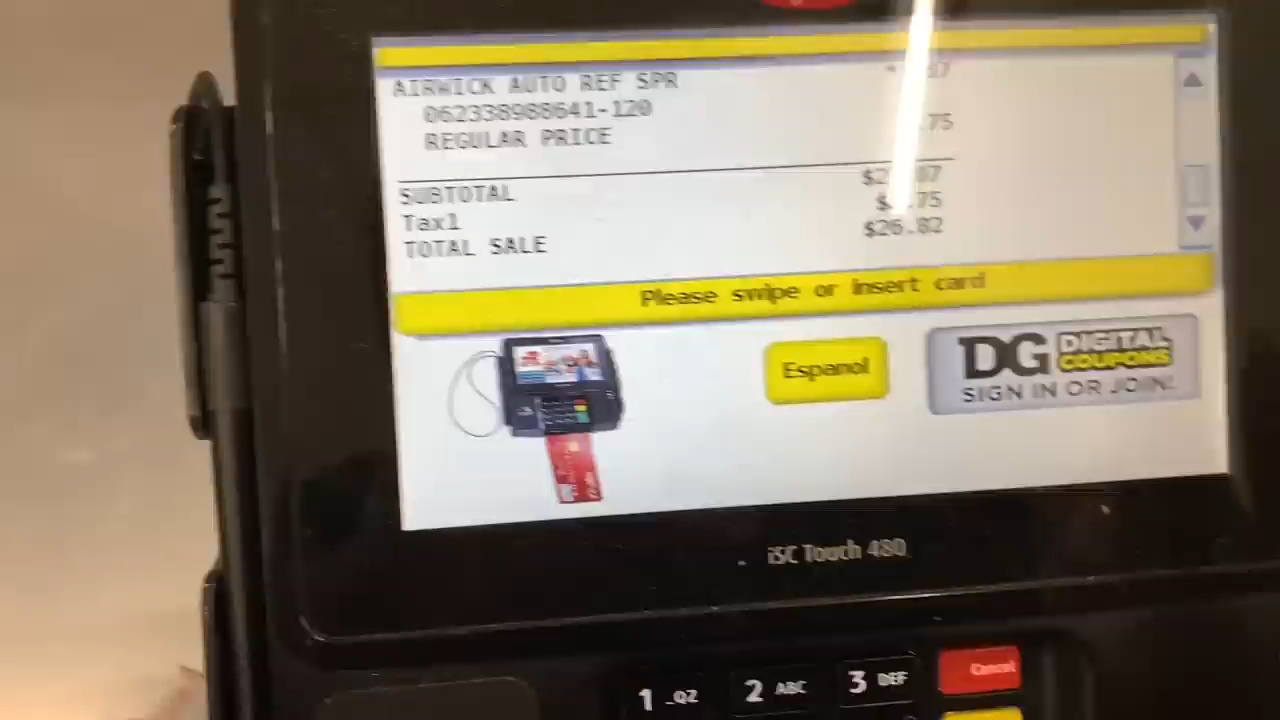 AIRWICK AUTO REF SPR
062338988641-120
REGULAR PRICE .75
SUBTOTAL
Tax1
TOTAL SALE $26.82
Please swipe or insert card
Espanol
DG DIGITAL COUPONS
SIGN IN OR JOIN!
iSC Touch 480
1 -QZ 2 ABC 3 DEF Cancel